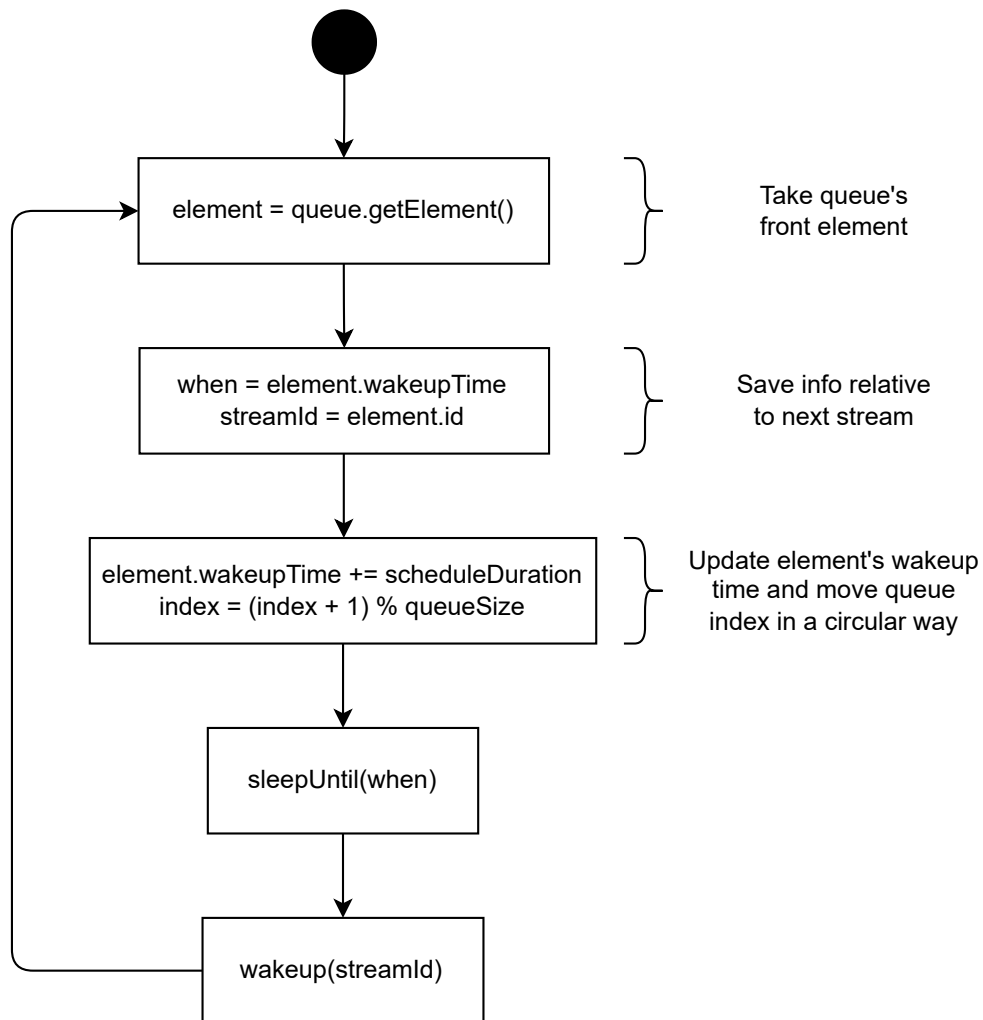 element = queue.getElement()
Take queue's
front element
when = element.wakeupTime
streamId = element.id
Save info relative
to next stream
element.wakeupTime += scheduleDuration
index = (index + 1) % queueSize
Update element's wakeup
time and move queue
index in a circular way
sleepUntil(when)
wakeup(streamId)